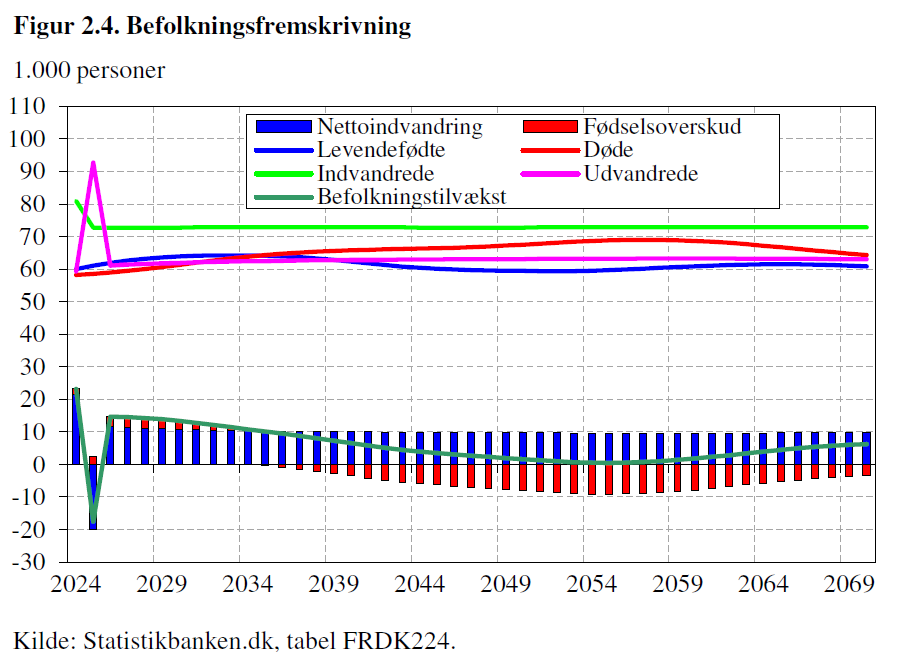 Figur 2.4. Befolkningsfremskrivning
1.000 personer
110
100
90
80
70
60
50
40
30
20
10
0
-10
-20
-30
Nettoindvandring Fødselsoverskud
Levendefødte Døde
Indvandrede Udvandrede
Befolkningstilvækst
2024 2029 2034 2039 2044 2049 2054 2059 2064 2069
Kilde: Statistikbanken.dk, tabel FRDK224.